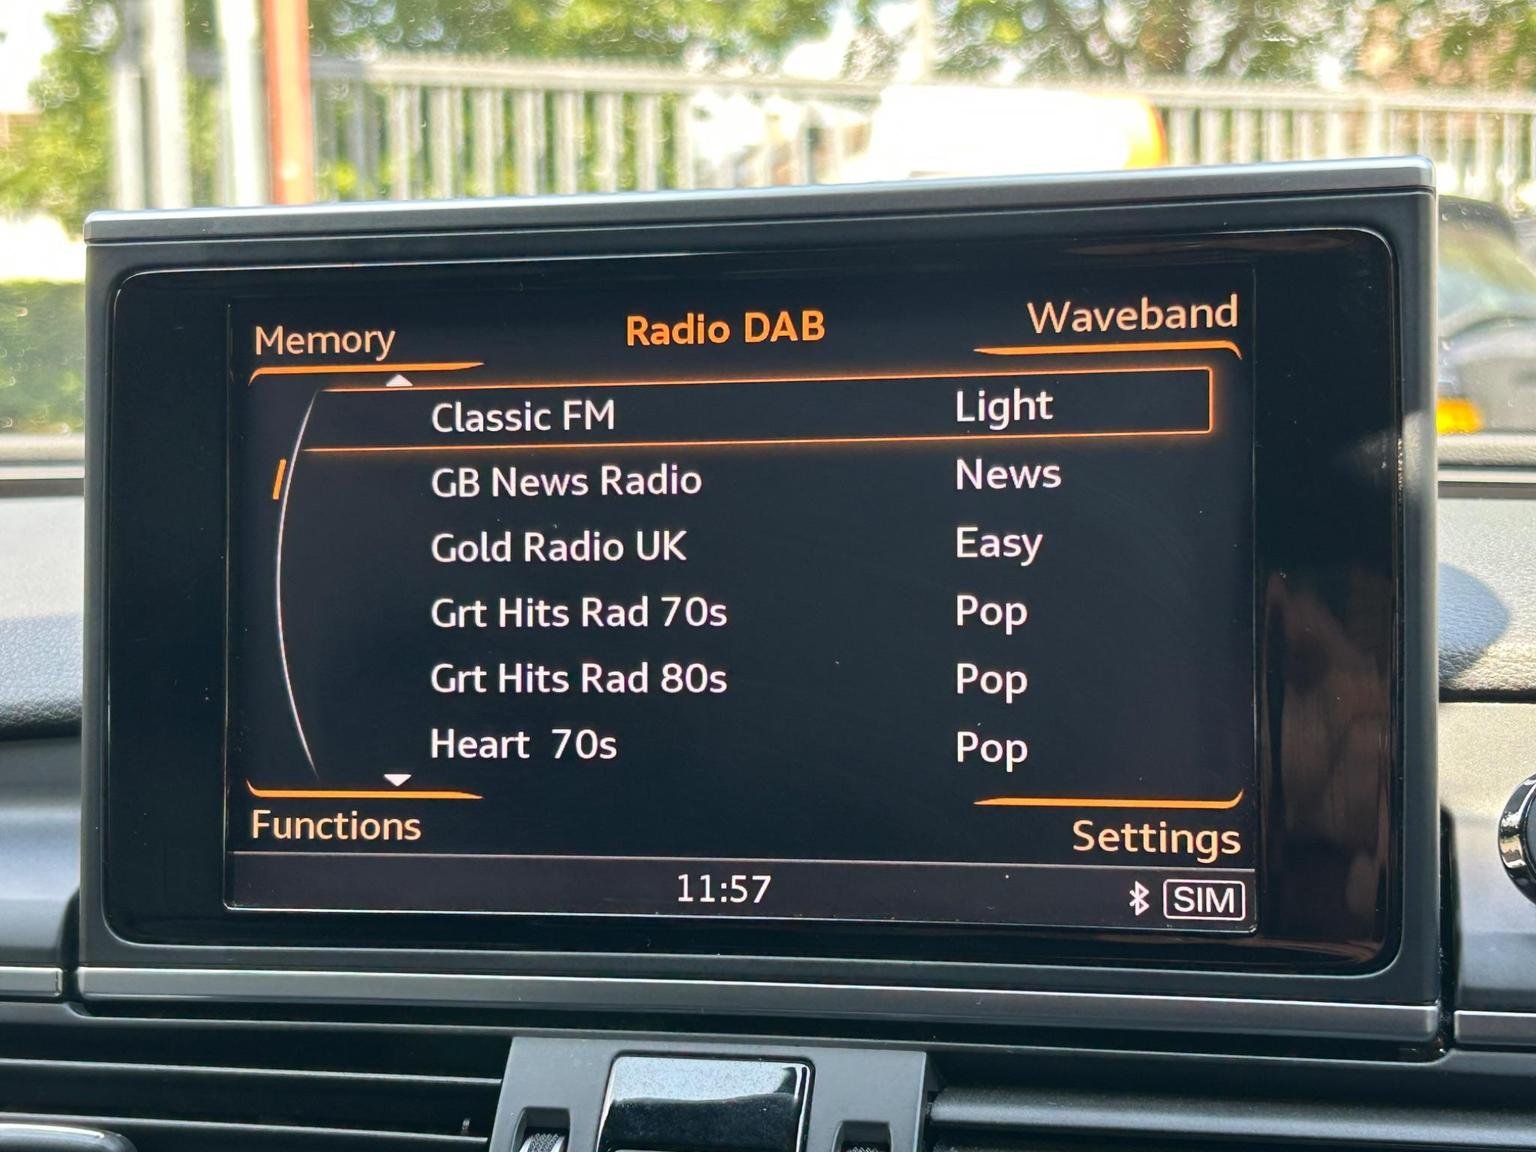 Memory Radio DAB Waveband
Classic FM Light
GB News Radio News
Gold Radio UK Easy
Grt Hits Rad 70s Pop
Grt Hits Rad 80s Pop
Heart  70s Pop
Functions Settings
11:57 SIM